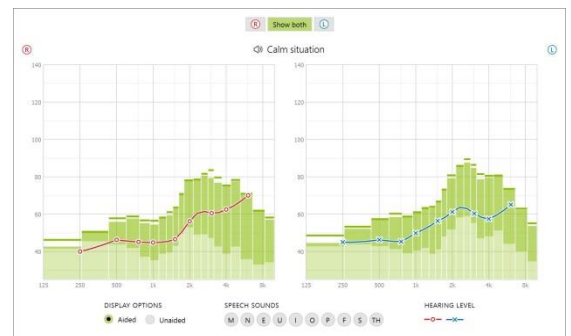 R Show both L
R Calm situation L
140 140
120 120
100 100
80 80
60 60
40 40
125 250 500 1k 2k 4k 8k 125 250 500 1k 2k 4k 8k
DISPLAY OPTIONS SPEECH SOUNDS HEARING LEVEL
Aided Unaided M N E U I O P F S TH